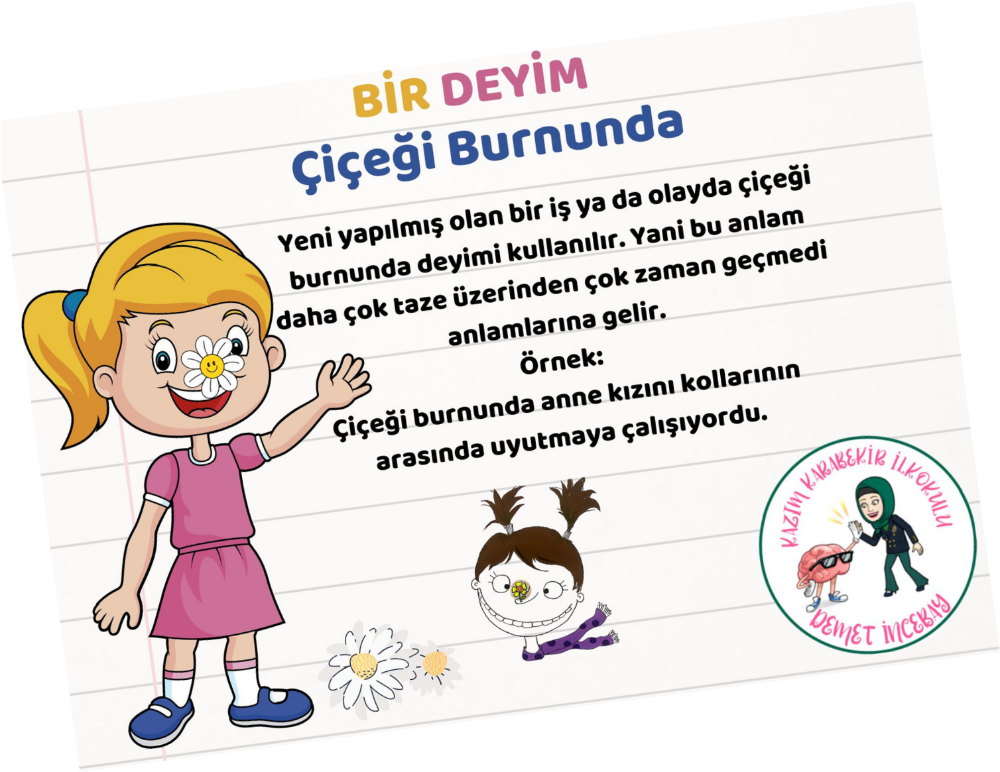 BİR DEYİM
Çiçeği Burnunda
Yeni yapılmış olan bir iş ya da olayda çiçeği
burnunda deyimi kullanılır. Yani bu anlam
daha çok taze üzerinden çok zaman geçmedi
anlamlarına gelir.
Örnek:
Çiçeği burnunda anne kızını kollarının
arasında uyutmaya çalışıyordu.
KAZIM KARABEKİR İLKOKULU
DEMET İNCEBAY